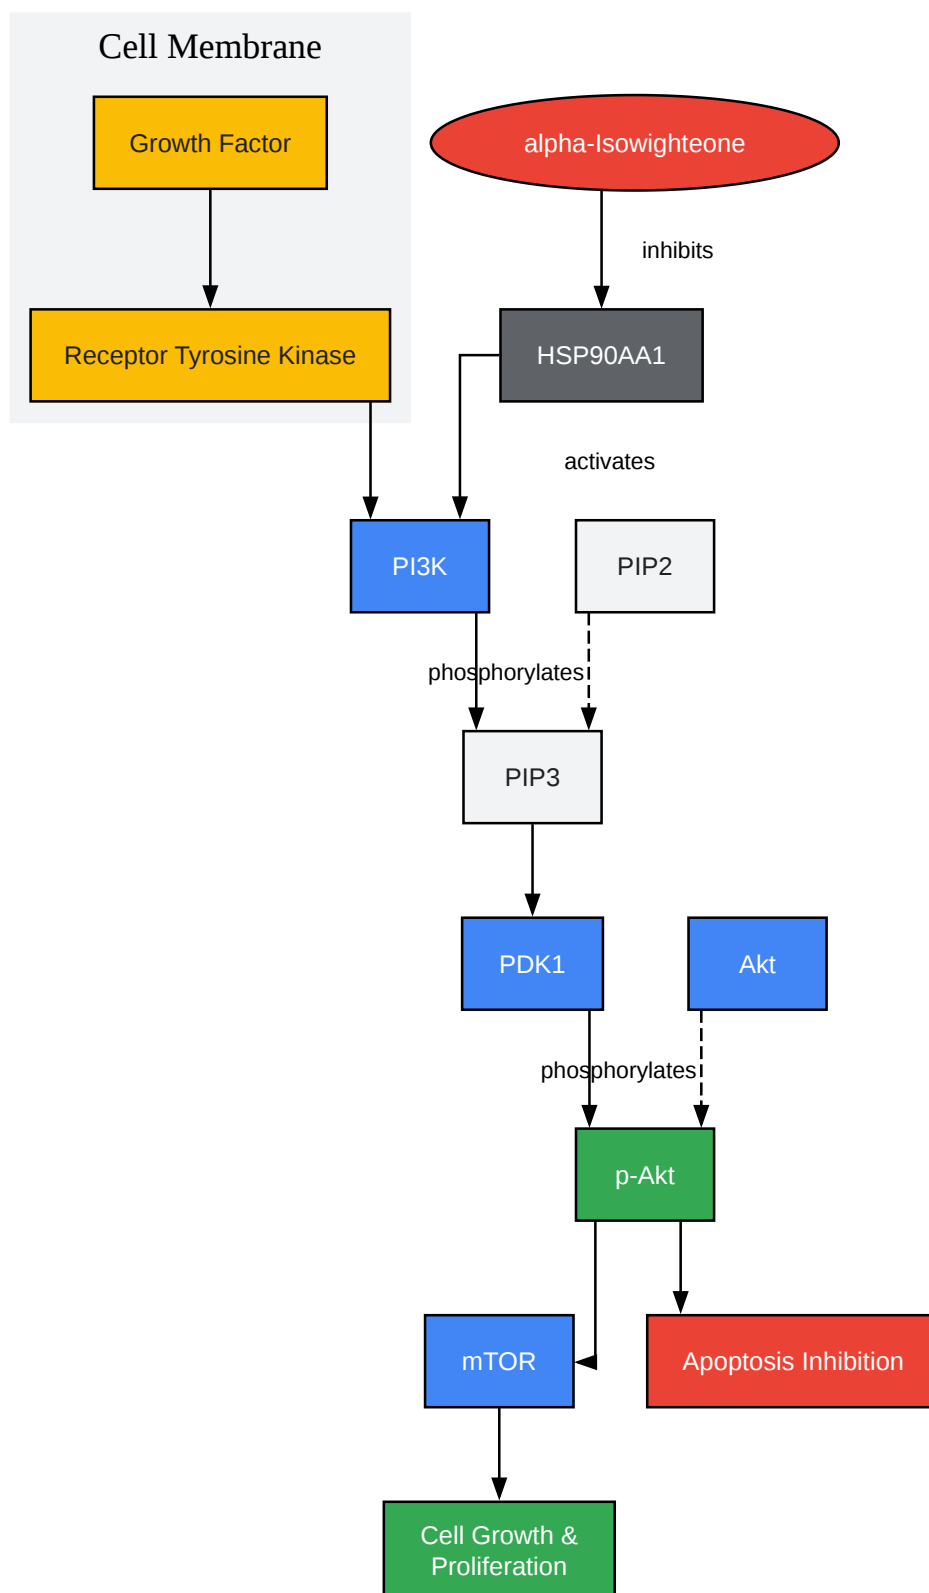 Cell Membrane
Growth Factor
alpha-Isowighteone
inhibits
Receptor Tyrosine Kinase
HSP90AA1
activates
PI3K
PIP2
phosphorylates
PIP3
PDK1
Akt
phosphorylates
p-Akt
mTOR
Apoptosis Inhibition
Cell Growth &
Proliferation